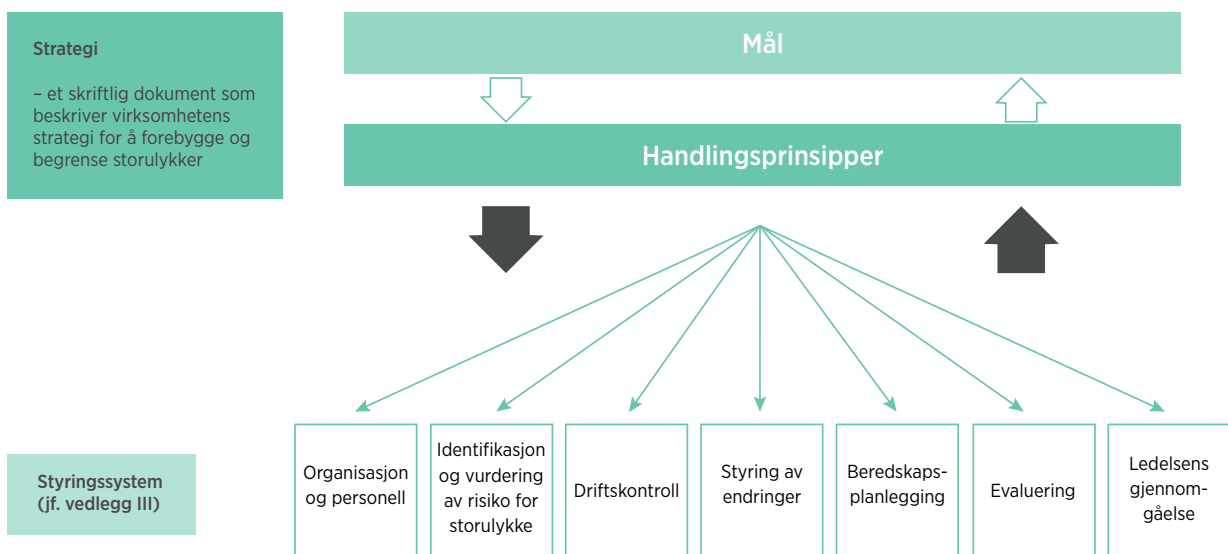 Strategi
– et skriftlig dokument som
beskriver virksomhetens
strategi for å forebygge og
begrense storulykker
Mål
Handlingsprinsipper
Styringssystem
(jf. vedlegg III)
Organisasjon
og personell
Identifikasjon
og vurdering
av risiko for
storulykke
Driftskontroll
Styring av
endringer
Beredskaps-
planlegging
Evaluering
Ledelsens
gjennom-
gåelse